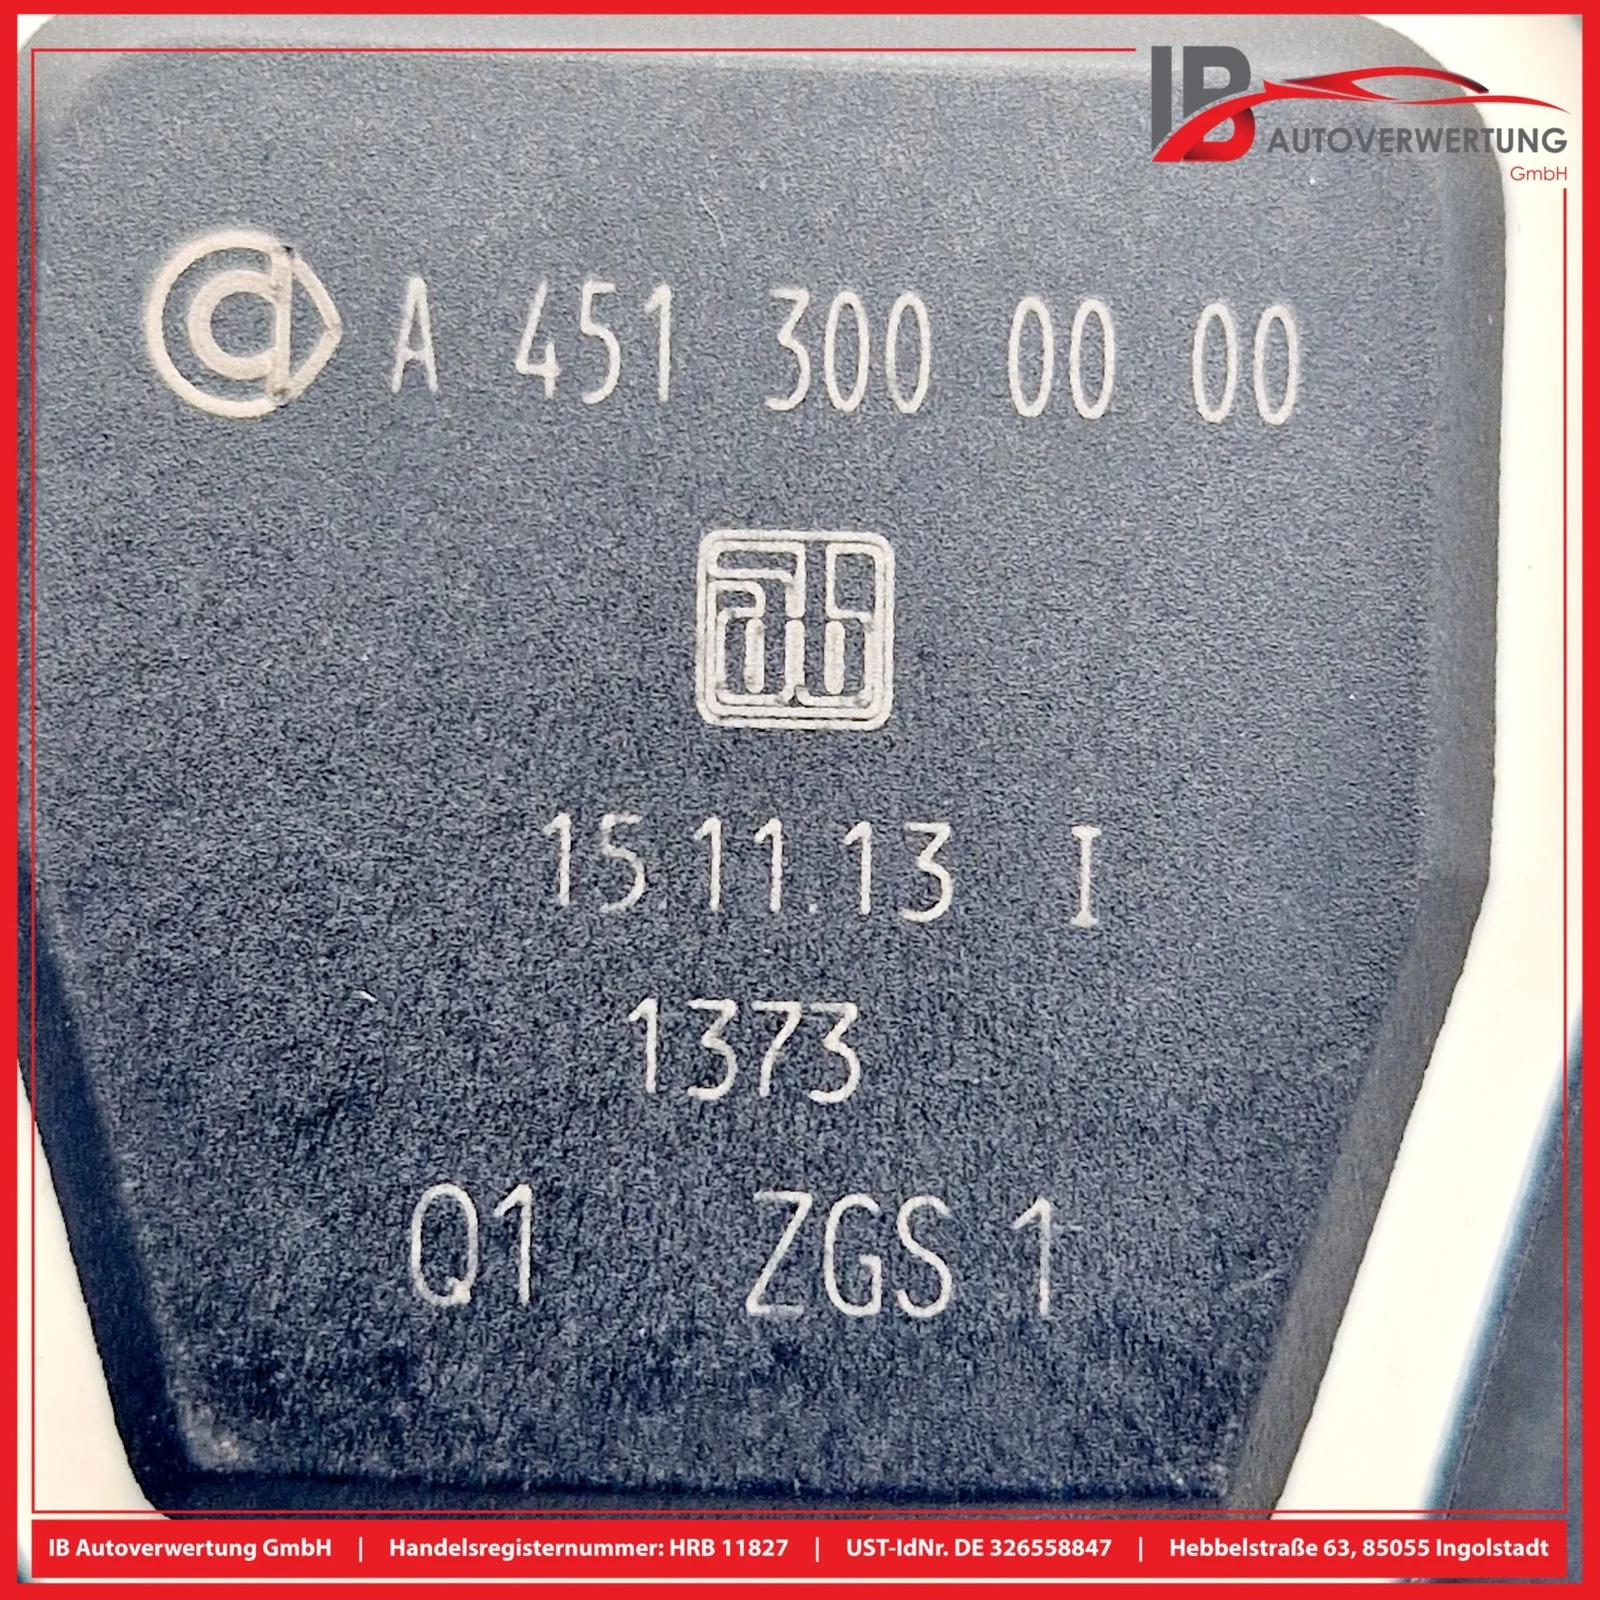 IB
AUTOVERWERTUNG
GmbH
A 451 300 00 00
15.11.13 I
1373
Q1 ZGS 1
IB Autoverwertung GmbH | Handelsregisternummer: HRB 11827 | UST-IdNr. DE 326558847 | Hebbelstraße 63, 85055 Ingolstadt